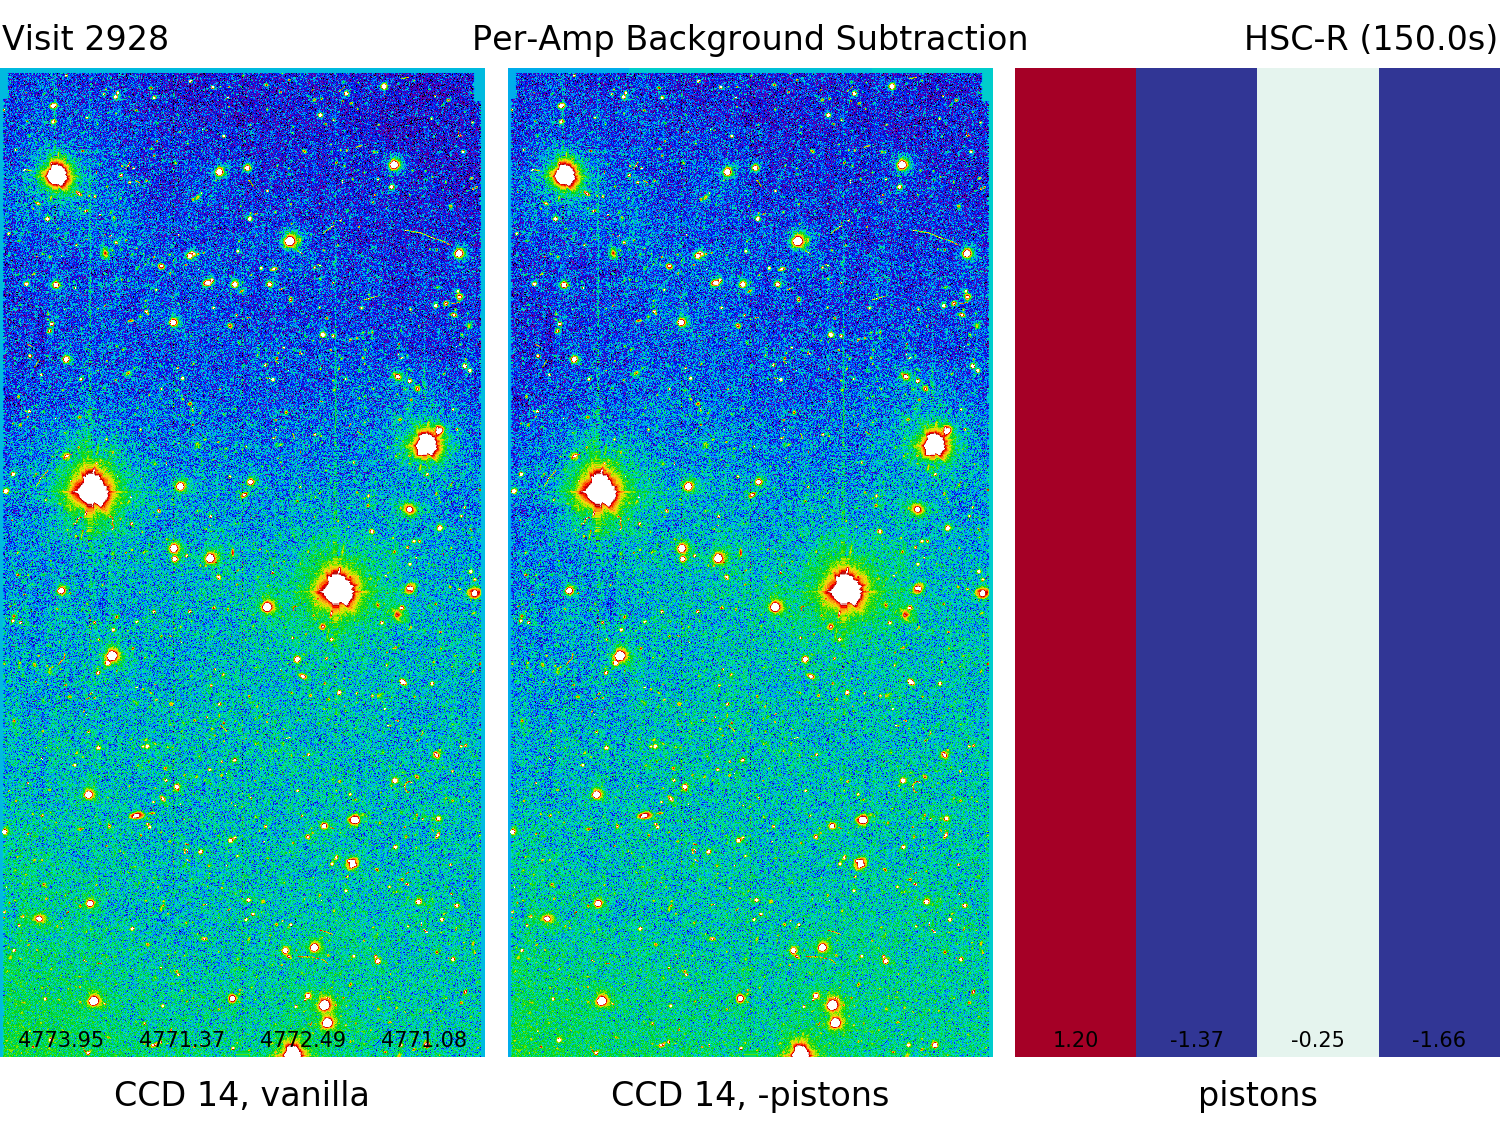 Visit 2928 Per-Amp Background Subtraction HSC-R (150.0s)
4773.95 4771.37 4772.49 4771.08 1.20 -1.37 -0.25 -1.66
CCD 14, vanilla CCD 14, -pistons pistons